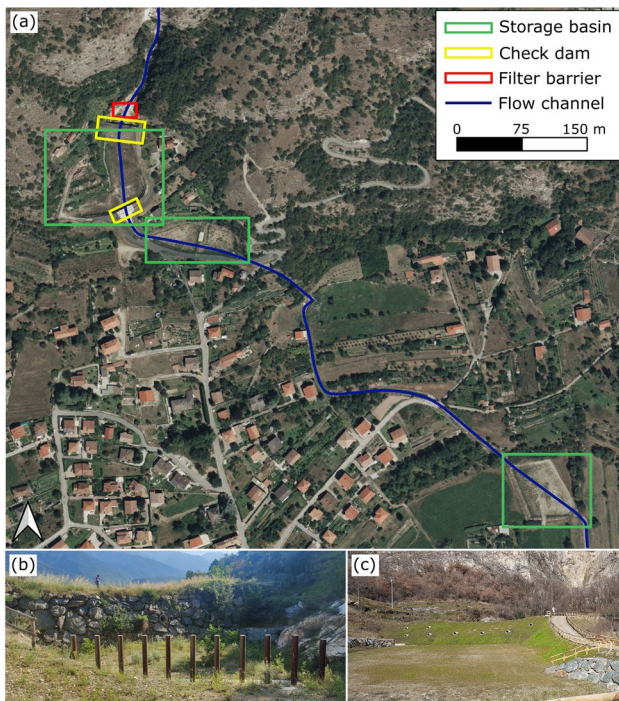 (a)
Storage basin
Check dam
Filter barrier
Flow channel
0 75 150 m
(b)
(c)